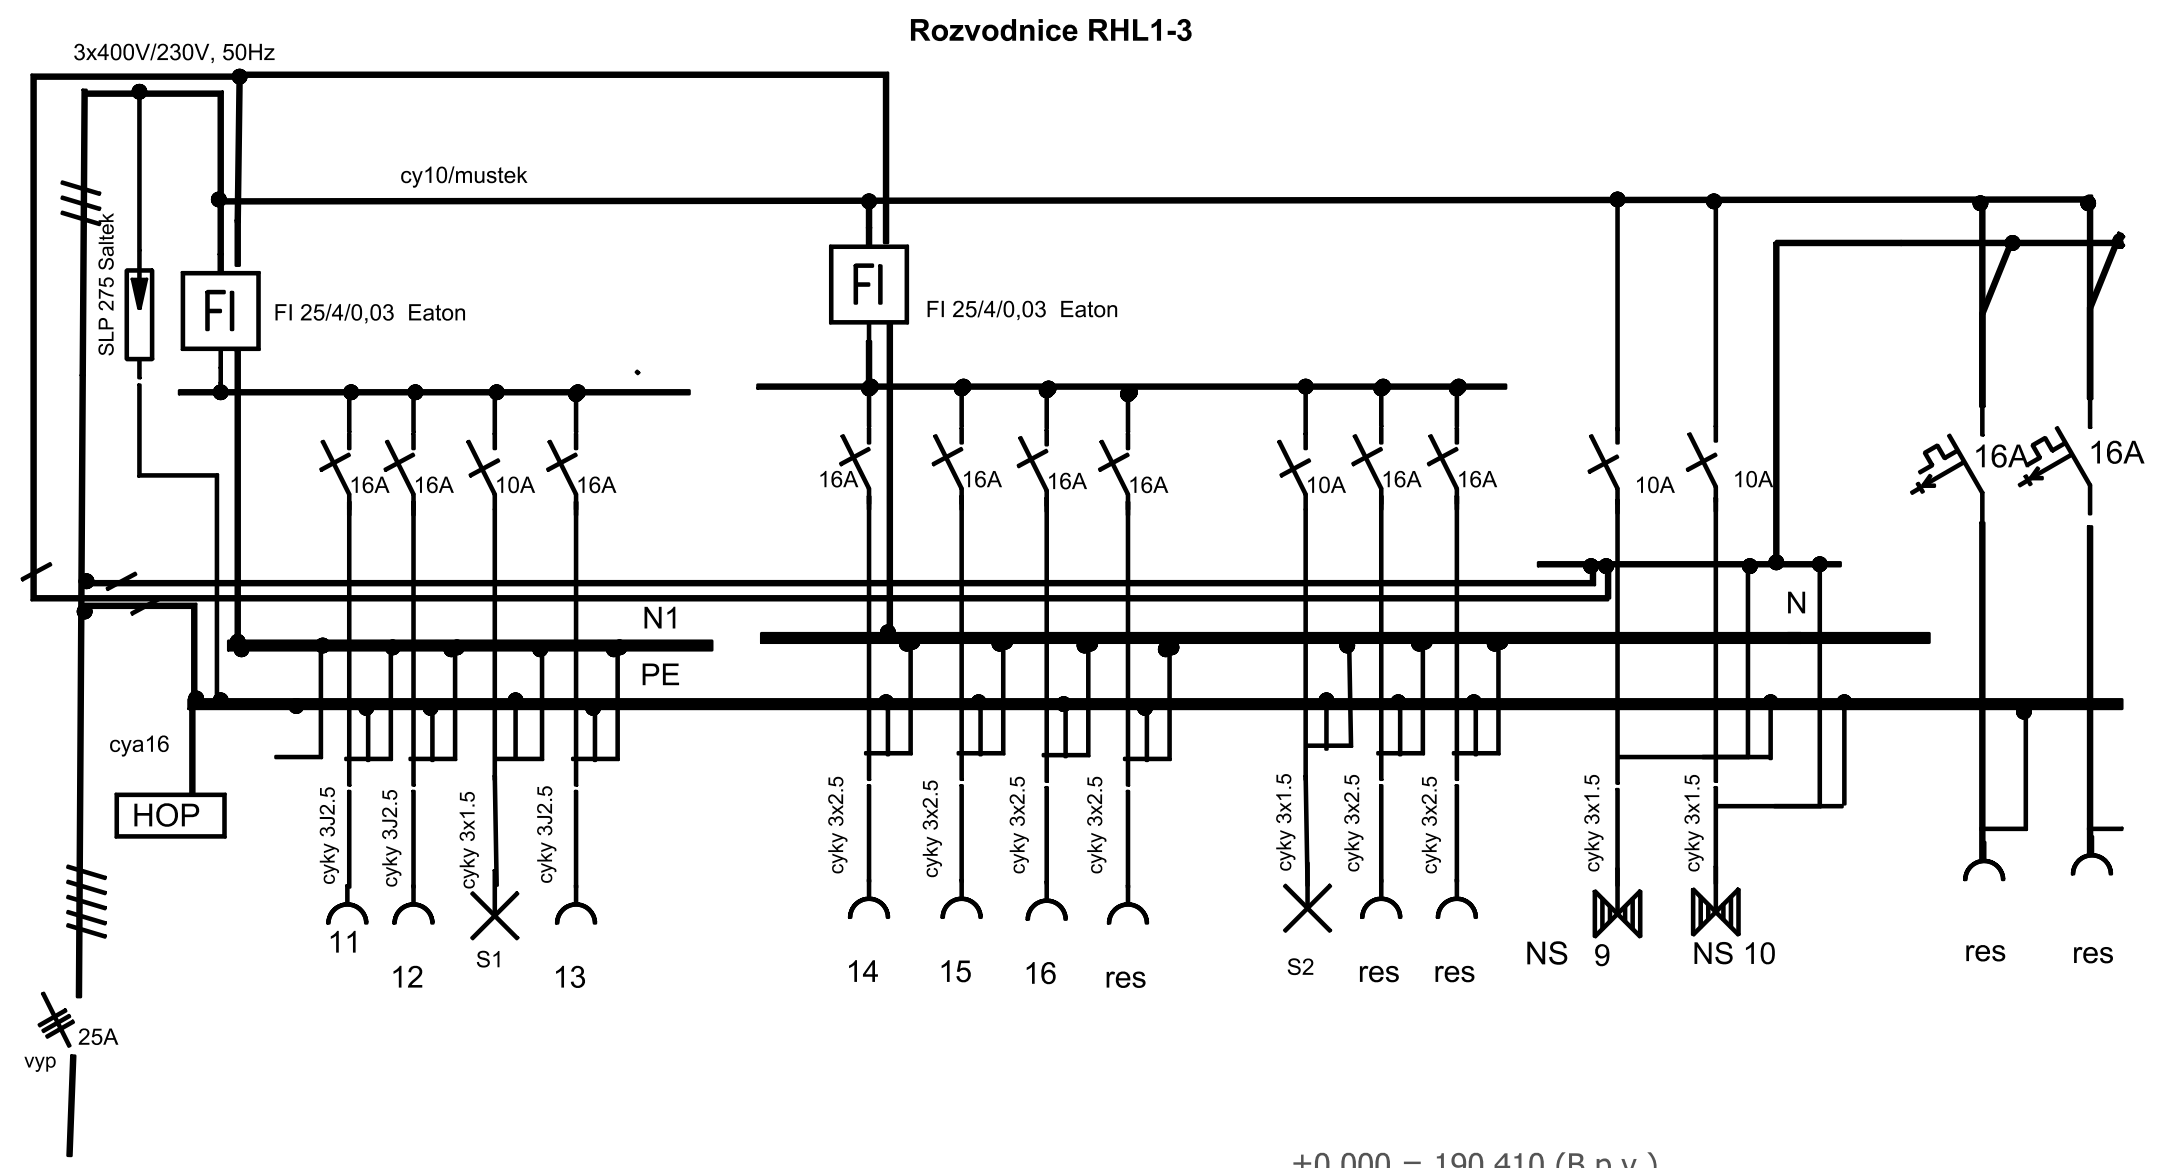 Rozvodnice RHL1-3
3x400V/230V, 50Hz
cy10/mustek
SLP 275 Saltek
FI
FI 25/4/0,03 Eaton
FI
FI 25/4/0,03 Eaton
16A
16A
10A
16A
16A
16A
16A
16A
10A
16A
16A
10A
10A
16A
16A
N1
N
PE
cya16
HOP
cyky 3J2.5
cyky 3J2.5
cyky 3x1.5
cyky 3J2.5
cyky 3x2.5
cyky 3x2.5
cyky 3x2.5
cyky 3x2.5
cyky 3x1.5
cyky 3x2.5
cyky 3x2.5
cyky 3x1.5
cyky 3x1.5
11
12
S1
13
14
15
16
res
S2
res
res
NS 9
NS 10
res
res
25A
vyp
±0,000 = 190,410 (B.p.v.)